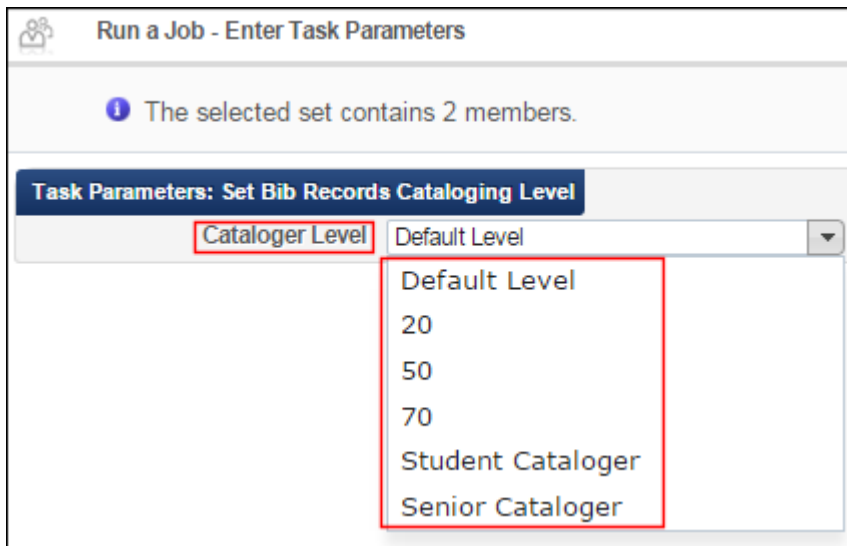 Run a Job - Enter Task Parameters
The selected set contains 2 members.
Task Parameters: Set Bib Records Cataloging Level
Cataloger Level Default Level
Default Level
20
50
70
Student Cataloger
Senior Cataloger